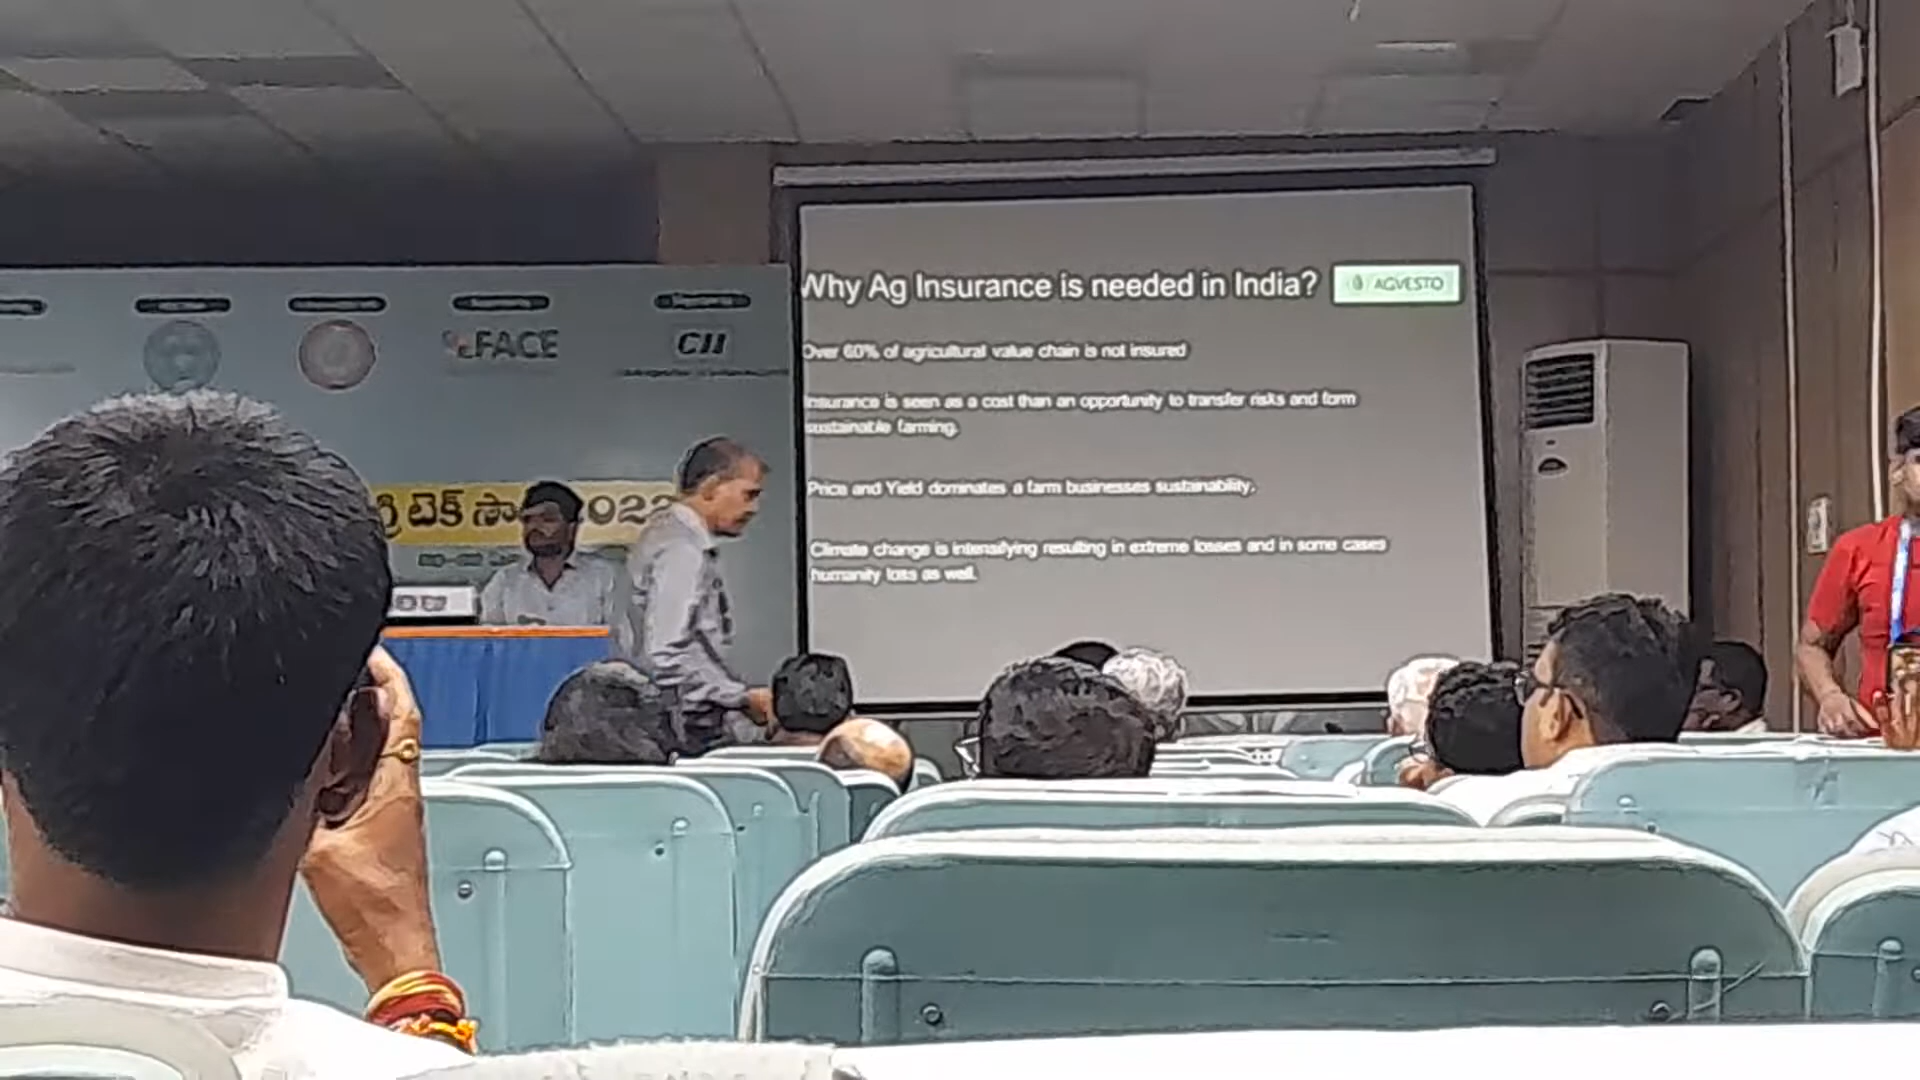 FACE
CII
గ్రి టెక్ సౌ 2022
Why Ag Insurance is needed in India?
AGVESTO
Over 60% of agricultural value chain is not insured
Insurance is seen as a cost than an opportunity to transfer risks and form
sustainable farming.
Price and Yield dominates a farm businesses sustainability.
Climate change is intensifying resulting in extreme losses and in some cases
humanity loss as well.